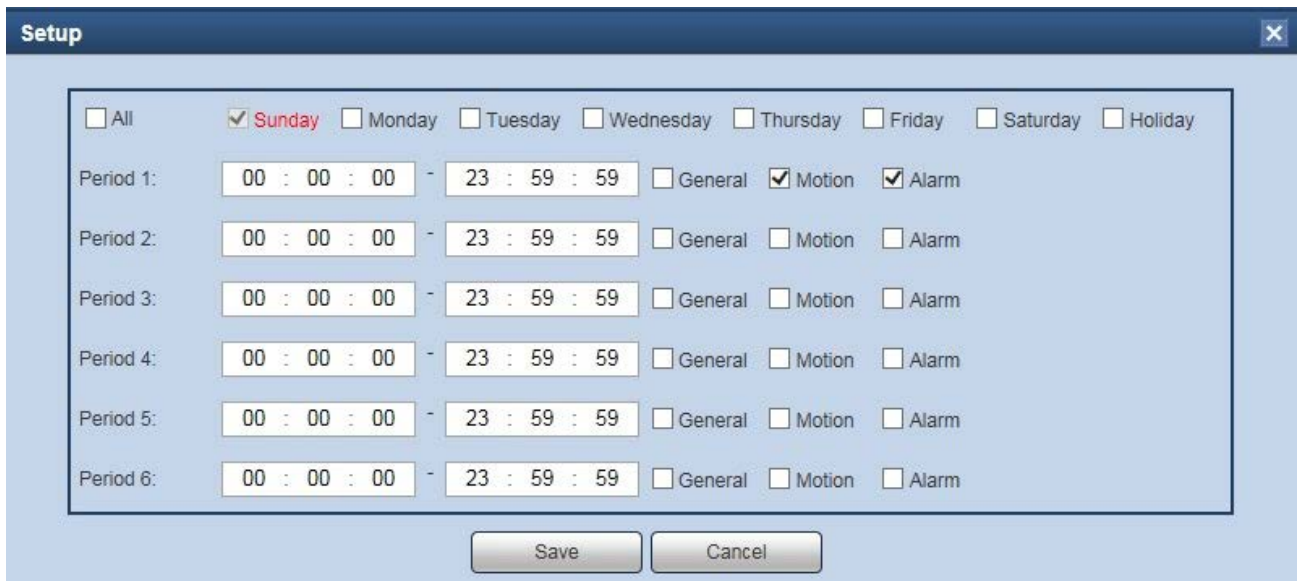 Setup
All Sunday Monday Tuesday Wednesday Thursday Friday Saturday Holiday
Period 1: 00 : 00 : 00 - 23 : 59 : 59 General Motion Alarm
Period 2: 00 : 00 : 00 - 23 : 59 : 59 General Motion Alarm
Period 3: 00 : 00 : 00 - 23 : 59 : 59 General Motion Alarm
Period 4: 00 : 00 : 00 - 23 : 59 : 59 General Motion Alarm
Period 5: 00 : 00 : 00 - 23 : 59 : 59 General Motion Alarm
Period 6: 00 : 00 : 00 - 23 : 59 : 59 General Motion Alarm
Save Cancel